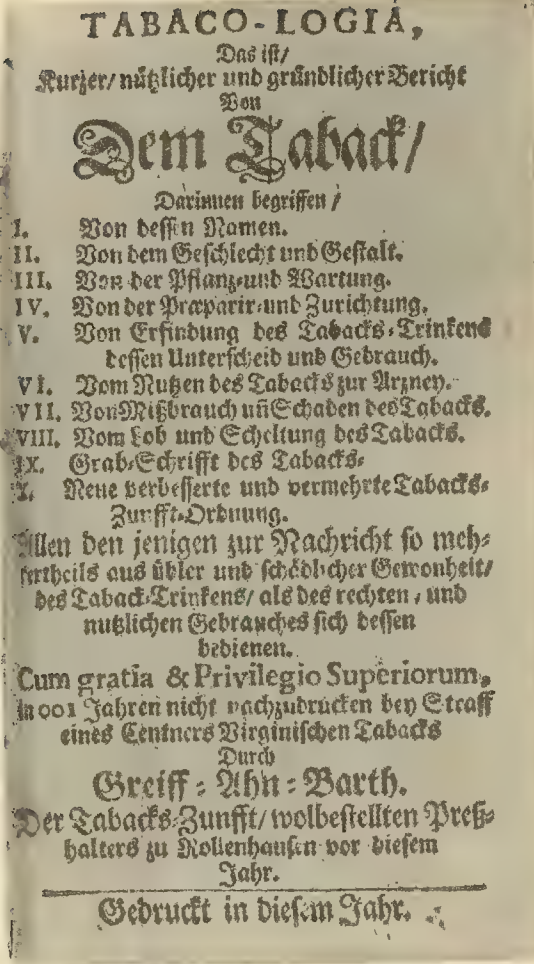 TABACO-LOGIA,
Das ist/
Kurzer/ nützlicher und gründlicher Bericht
Von
Dem Taback/
Darinnen begriffen/
I. Von dessen Namen.
II. Von dem Geschlecht und Gestalt.
III. Von der Pflantz-und Wartung.
IV. Von der Præparir-und Zurichtung.
V. Von Erfindung des Tabacks-Trinkens
dessen Unterscheid und Gebrauch.
VI. Vom Nutzen des Tabacks zur Arzney.
VII. Von Mißbrauch uñ Schaden des Tabacks.
VIII. Vom Lob und Scheltung des Tabacks.
IX. Grab-Schrifft des Tabacks-
X. Neue verbesserte und vermehrte Tabacks-
Zunfft-Ordnung.
Allen den jenigen zur Nachricht so meh-
rertheils aus übler und schädlicher Gewonheit/
des Taback-Trinkens/ als des rechten, und
nutzlichen Gebrauches sich dessen
bedienen.
Cum gratia & Privilegio Superiorum,
In 001 Jahren nicht nachzudrucken bey Straff
eines Centners Virginischen Tabacks
Durch
Greiff-Ahn-Barth.
Der Tabacks-Zunfft/ wolbestellten Preß-
halters zu Rollenhausen vor diesem
Jahr.
Gedruckt in diesem Jahr.